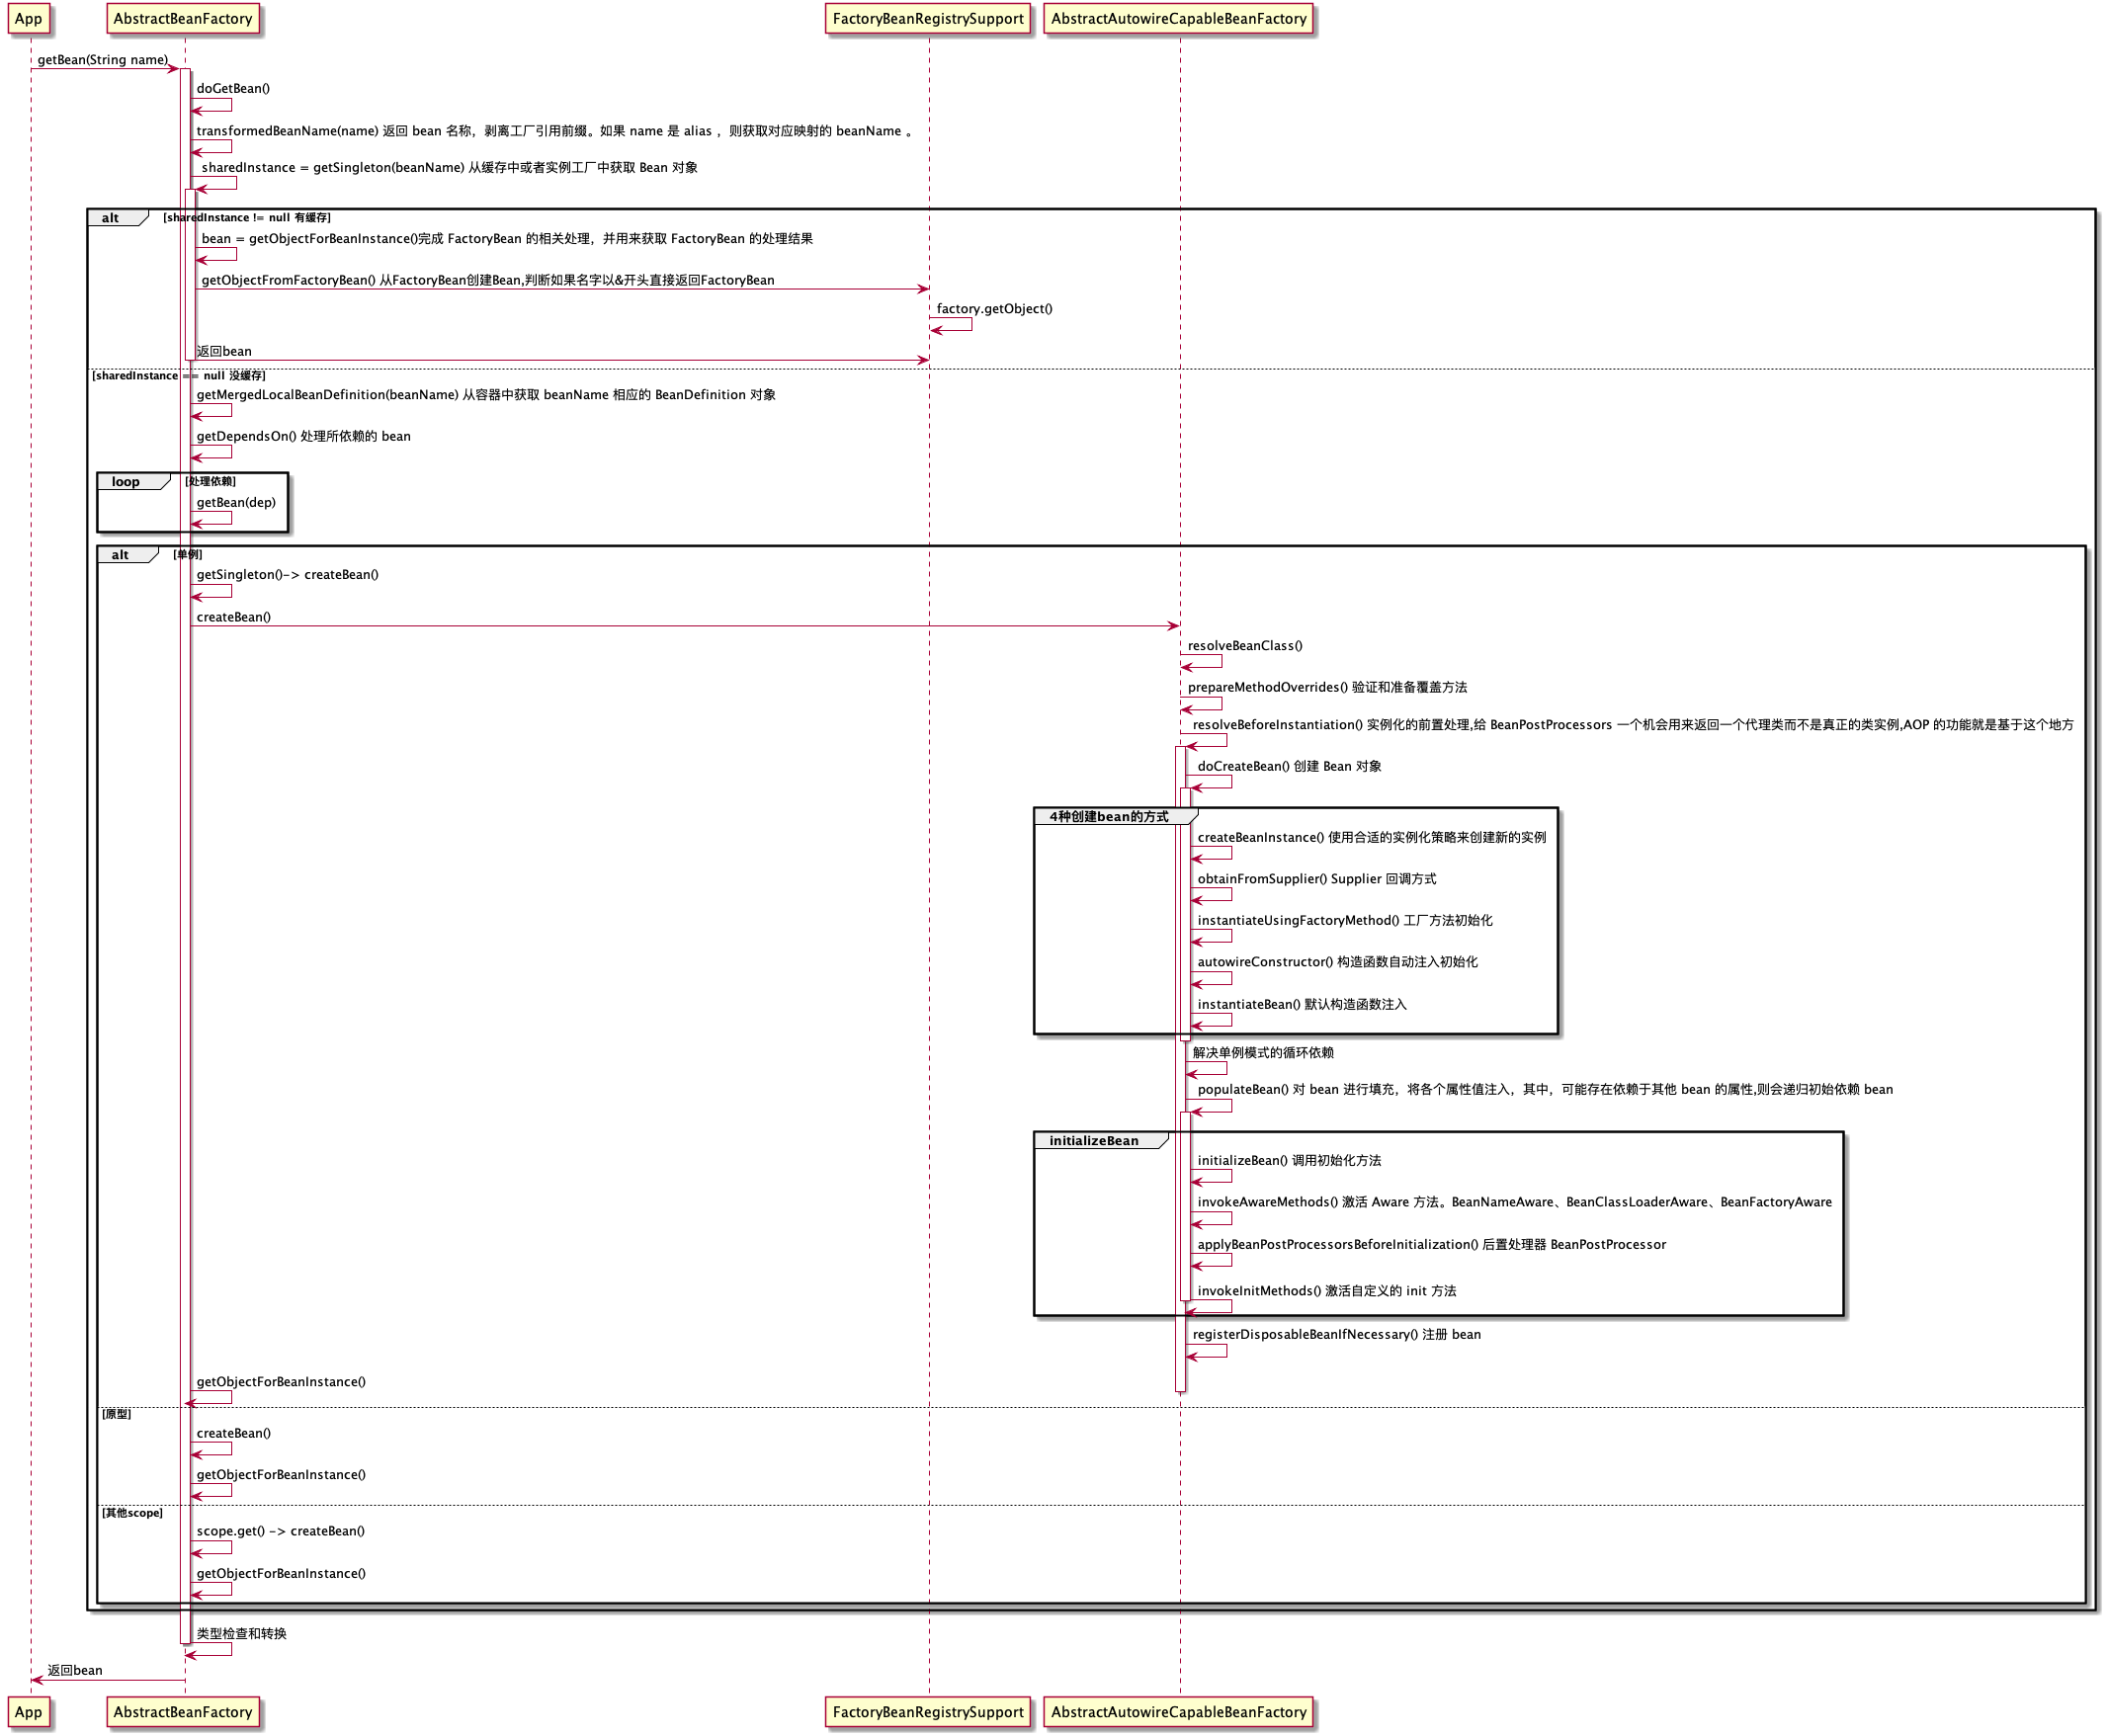 App
AbstractBeanFactory
FactoryBeanRegistrySupport
AbstractAutowireCapableBeanFactory
getBean(String name)
doGetBean()
transformedBeanName(name) 返回 bean 名称，剥离工厂引用前缀。如果 name 是 alias ，则获取对应映射的 beanName 。
sharedInstance = getSingleton(beanName) 从缓存中或者实例工厂中获取 Bean 对象
alt [sharedInstance != null 有缓存]
bean = getObjectForBeanInstance()完成 FactoryBean 的相关处理，并用来获取 FactoryBean 的处理结果
getObjectFromFactoryBean() 从FactoryBean创建Bean,判断如果名字以&开头直接返回FactoryBean
factory.getObject()
返回bean
[sharedInstance == null 没缓存]
getMergedLocalBeanDefinition(beanName) 从容器中获取 beanName 相应的 BeanDefinition 对象
getDependsOn() 处理所依赖的 bean
loop [处理依赖]
getBean(dep)
alt [单例]
getSingleton()-> createBean()
createBean()
resolveBeanClass()
prepareMethodOverrides() 验证和准备覆盖方法
resolveBeforeInstantiation() 实例化的前置处理,给 BeanPostProcessors 一个机会用来返回一个代理类而不是真正的类实例,AOP 的功能就是基于这个地方
doCreateBean() 创建 Bean 对象
4种创建bean的方式
createBeanInstance() 使用合适的实例化策略来创建新的实例
obtainFromSupplier() Supplier 回调方式
instantiateUsingFactoryMethod() 工厂方法初始化
autowireConstructor() 构造函数自动注入初始化
instantiateBean() 默认构造函数注入
解决单例模式的循环依赖
populateBean() 对 bean 进行填充，将各个属性值注入，其中，可能存在依赖于其他 bean 的属性,则会递归初始依赖 bean
initializeBean
initializeBean() 调用初始化方法
invokeAwareMethods() 激活 Aware 方法。BeanNameAware、BeanClassLoaderAware、BeanFactoryAware
applyBeanPostProcessorsBeforeInitialization() 后置处理器 BeanPostProcessor
invokeInitMethods() 激活自定义的 init 方法
registerDisposableBeanIfNecessary() 注册 bean
getObjectForBeanInstance()
[原型]
createBean()
getObjectForBeanInstance()
[其他scope]
scope.get() -> createBean()
getObjectForBeanInstance()
类型检查和转换
返回bean
App
AbstractBeanFactory
FactoryBeanRegistrySupport
AbstractAutowireCapableBeanFactory